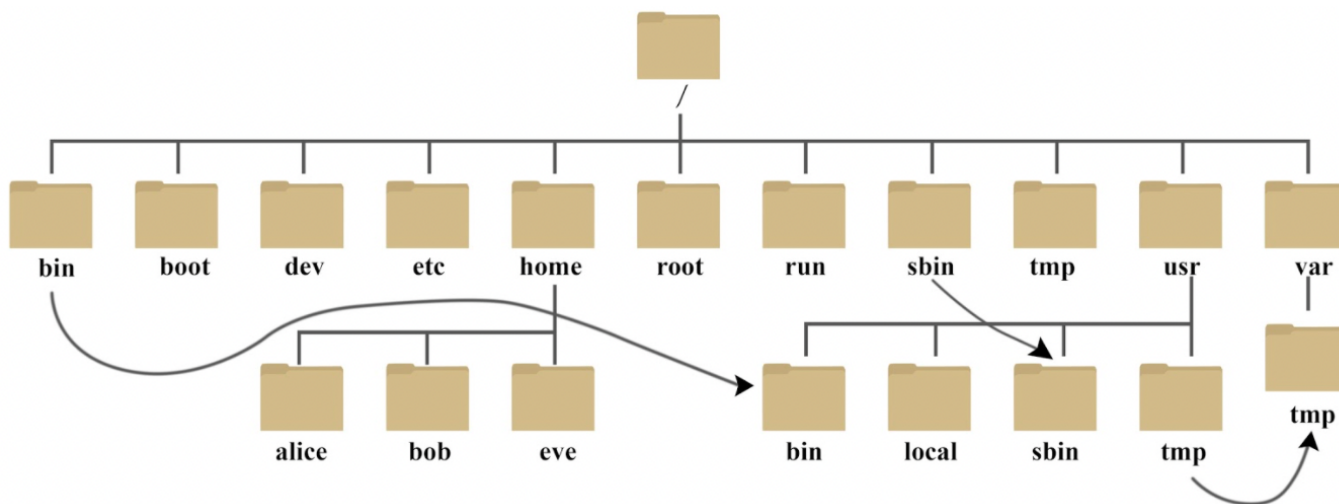 /
bin boot dev etc home root run sbin tmp usr var
alice bob eve bin local sbin tmp tmp